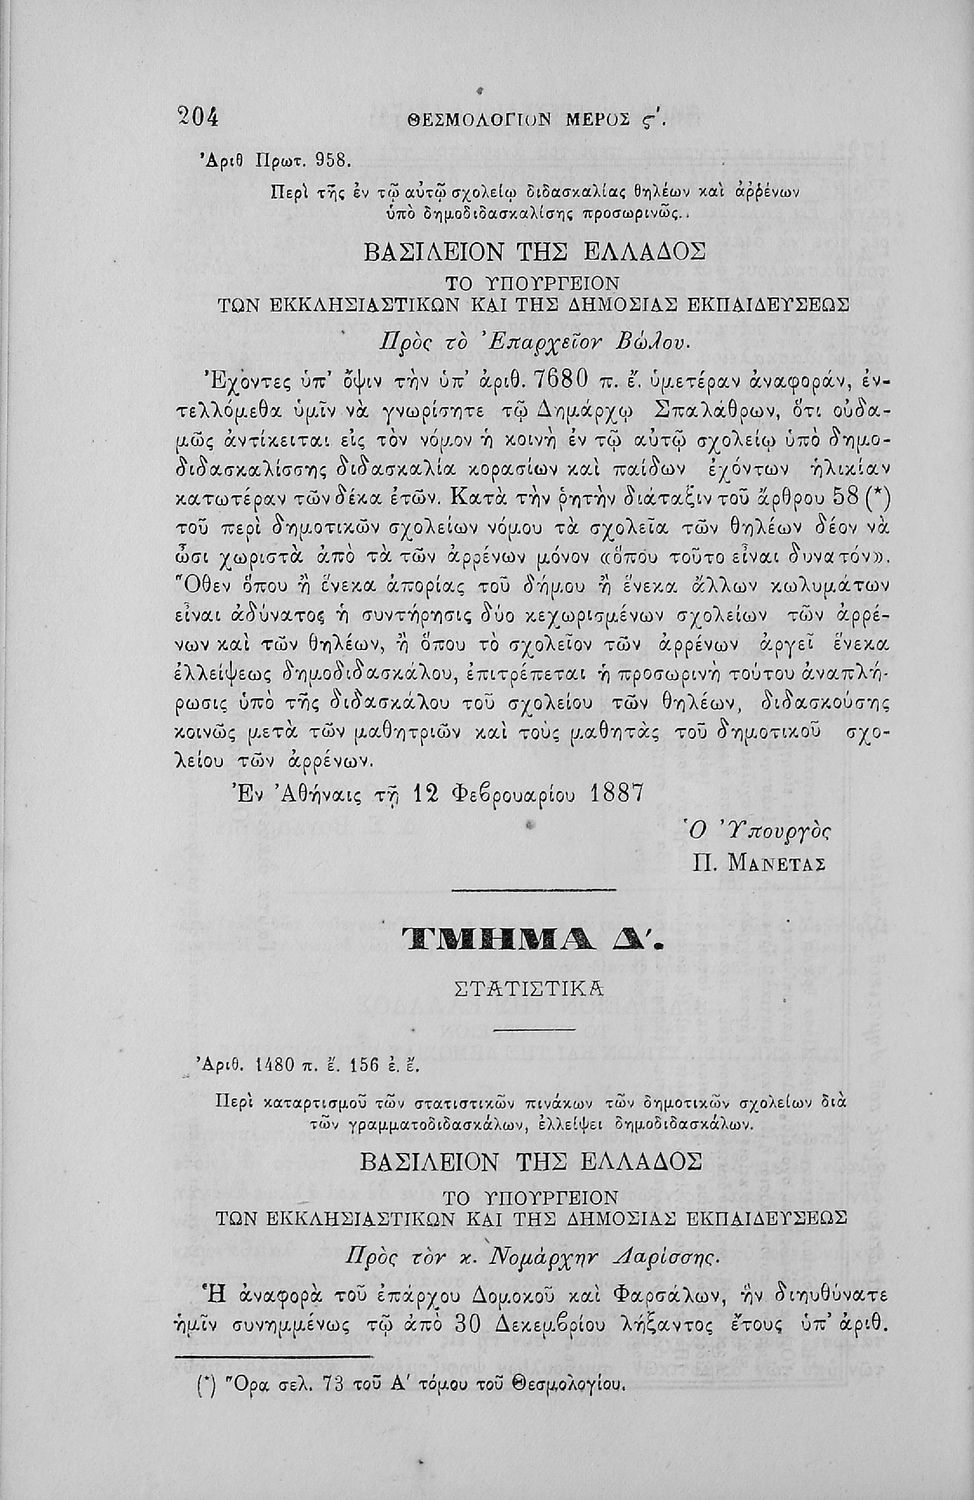 204 ΘΕΣΜΟΛΟΓΙΟΝ ΜΕΡΟΣ ϛʹ.
Ἀριθ Πρωτ. 958.
Περὶ τῆς ἐν τῷ αὐτῷ σχολείῳ διδασκαλίας θηλέων καὶ ἀῤῥένων
ὑπὸ δημοδιδασκαλίσης προσωρινῶς.
ΒΑΣΙΛΕΙΟΝ ΤΗΣ ΕΛΛΑΔΟΣ
ΤΟ ΥΠΟΥΡΓΕΙΟΝ
ΤΩΝ ΕΚΚΛΗΣΙΑΣΤΙΚΩΝ ΚΑΙ ΤΗΣ ΔΗΜΟΣΙΑΣ ΕΚΠΑΙΔΕΥΣΕΩΣ
Πρὸς τὸ Ἐπαρχεῖον Βώλου.
Ἔχοντες ὑπ’ ὄψιν τὴν ὑπ’ ἀριθ. 7680 π. ἔ. ὑμετέραν ἀναφοράν, ἐν-
τελλόμεθα ὑμῖν νὰ γνωρίσητε τῷ Δημάρχῳ Σπαλάθρων, ὅτι οὐδα-
μῶς ἀντίκειται εἰς τὸν νόμον ἡ κοινὴ ἐν τῷ αὐτῷ σχολείῳ ὑπὸ δημο-
διδασκαλίσσης διδασκαλία κορασίων καὶ παίδων ἐχόντων ἡλικίαν
κατωτέραν τῶν δέκα ἐτῶν. Κατὰ τὴν ῥητὴν διάταξιν τοῦ ἄρθρου 58 (*)
τοῦ περὶ δημοτικῶν σχολείων νόμου τὰ σχολεῖα τῶν θηλέων δέον νὰ
ὦσι χωριστὰ ἀπὸ τὰ τῶν ἀρρένων μόνον «ὅπου τοῦτο εἶναι δυνατόν».
Ὅθεν ὅπου ἢ ἕνεκα ἀπορίας τοῦ δήμου ἢ ἕνεκα ἄλλων κωλυμάτων
εἶναι ἀδύνατος ἡ συντήρησις δύο κεχωρισμένων σχολείων τῶν ἀρρέ-
νων καὶ τῶν θηλέων, ἢ ὅπου τὸ σχολεῖον τῶν ἀρρένων ἀργεῖ ἕνεκα
ἐλλείψεως δημοδιδασκάλου, ἐπιτρέπεται ἡ προσωρινὴ τούτου ἀναπλή-
ρωσις ὑπὸ τῆς διδασκάλου τοῦ σχολείου τῶν θηλέων, διδασκούσης
κοινῶς μετὰ τῶν μαθητριῶν καὶ τοὺς μαθητὰς τοῦ δημοτικοῦ σχο-
λείου τῶν ἀρρένων.
Ἐν Ἀθήναις τῇ 12 Φεβρουαρίου 1887
Ὁ Ὑπουργὸς
Π. ΜΑΝΕΤΑΣ
ΤΜΗΜΑ Δʹ.
ΣΤΑΤΙΣΤΙΚΑ
Ἀριθ. 1480 π. ἔ. 156 ἐ. ἔ.
Περὶ καταρτισμοῦ τῶν στατιστικῶν πινάκων τῶν δημοτικῶν σχολείων διὰ
τῶν γραμματοδιδασκάλων, ἐλλείψει δημοδιδασκάλων.
ΒΑΣΙΛΕΙΟΝ ΤΗΣ ΕΛΛΑΔΟΣ
ΤΟ ΥΠΟΥΡΓΕΙΟΝ
ΤΩΝ ΕΚΚΛΗΣΙΑΣΤΙΚΩΝ ΚΑΙ ΤΗΣ ΔΗΜΟΣΙΑΣ ΕΚΠΑΙΔΕΥΣΕΩΣ
Πρὸς τὸν κ. Νομάρχην Λαρίσσης.
Ἡ ἀναφορὰ τοῦ ἐπάρχου Δομοκοῦ καὶ Φαρσάλων, ἣν διηυθύνατε
ἡμῖν συνημμένως τῷ ἀπὸ 30 Δεκεμβρίου λήξαντος ἔτους ὑπ’ ἀριθ.
(*) Ὅρα σελ. 73 τοῦ Αʹ τόμου τοῦ Θεσμολογίου.